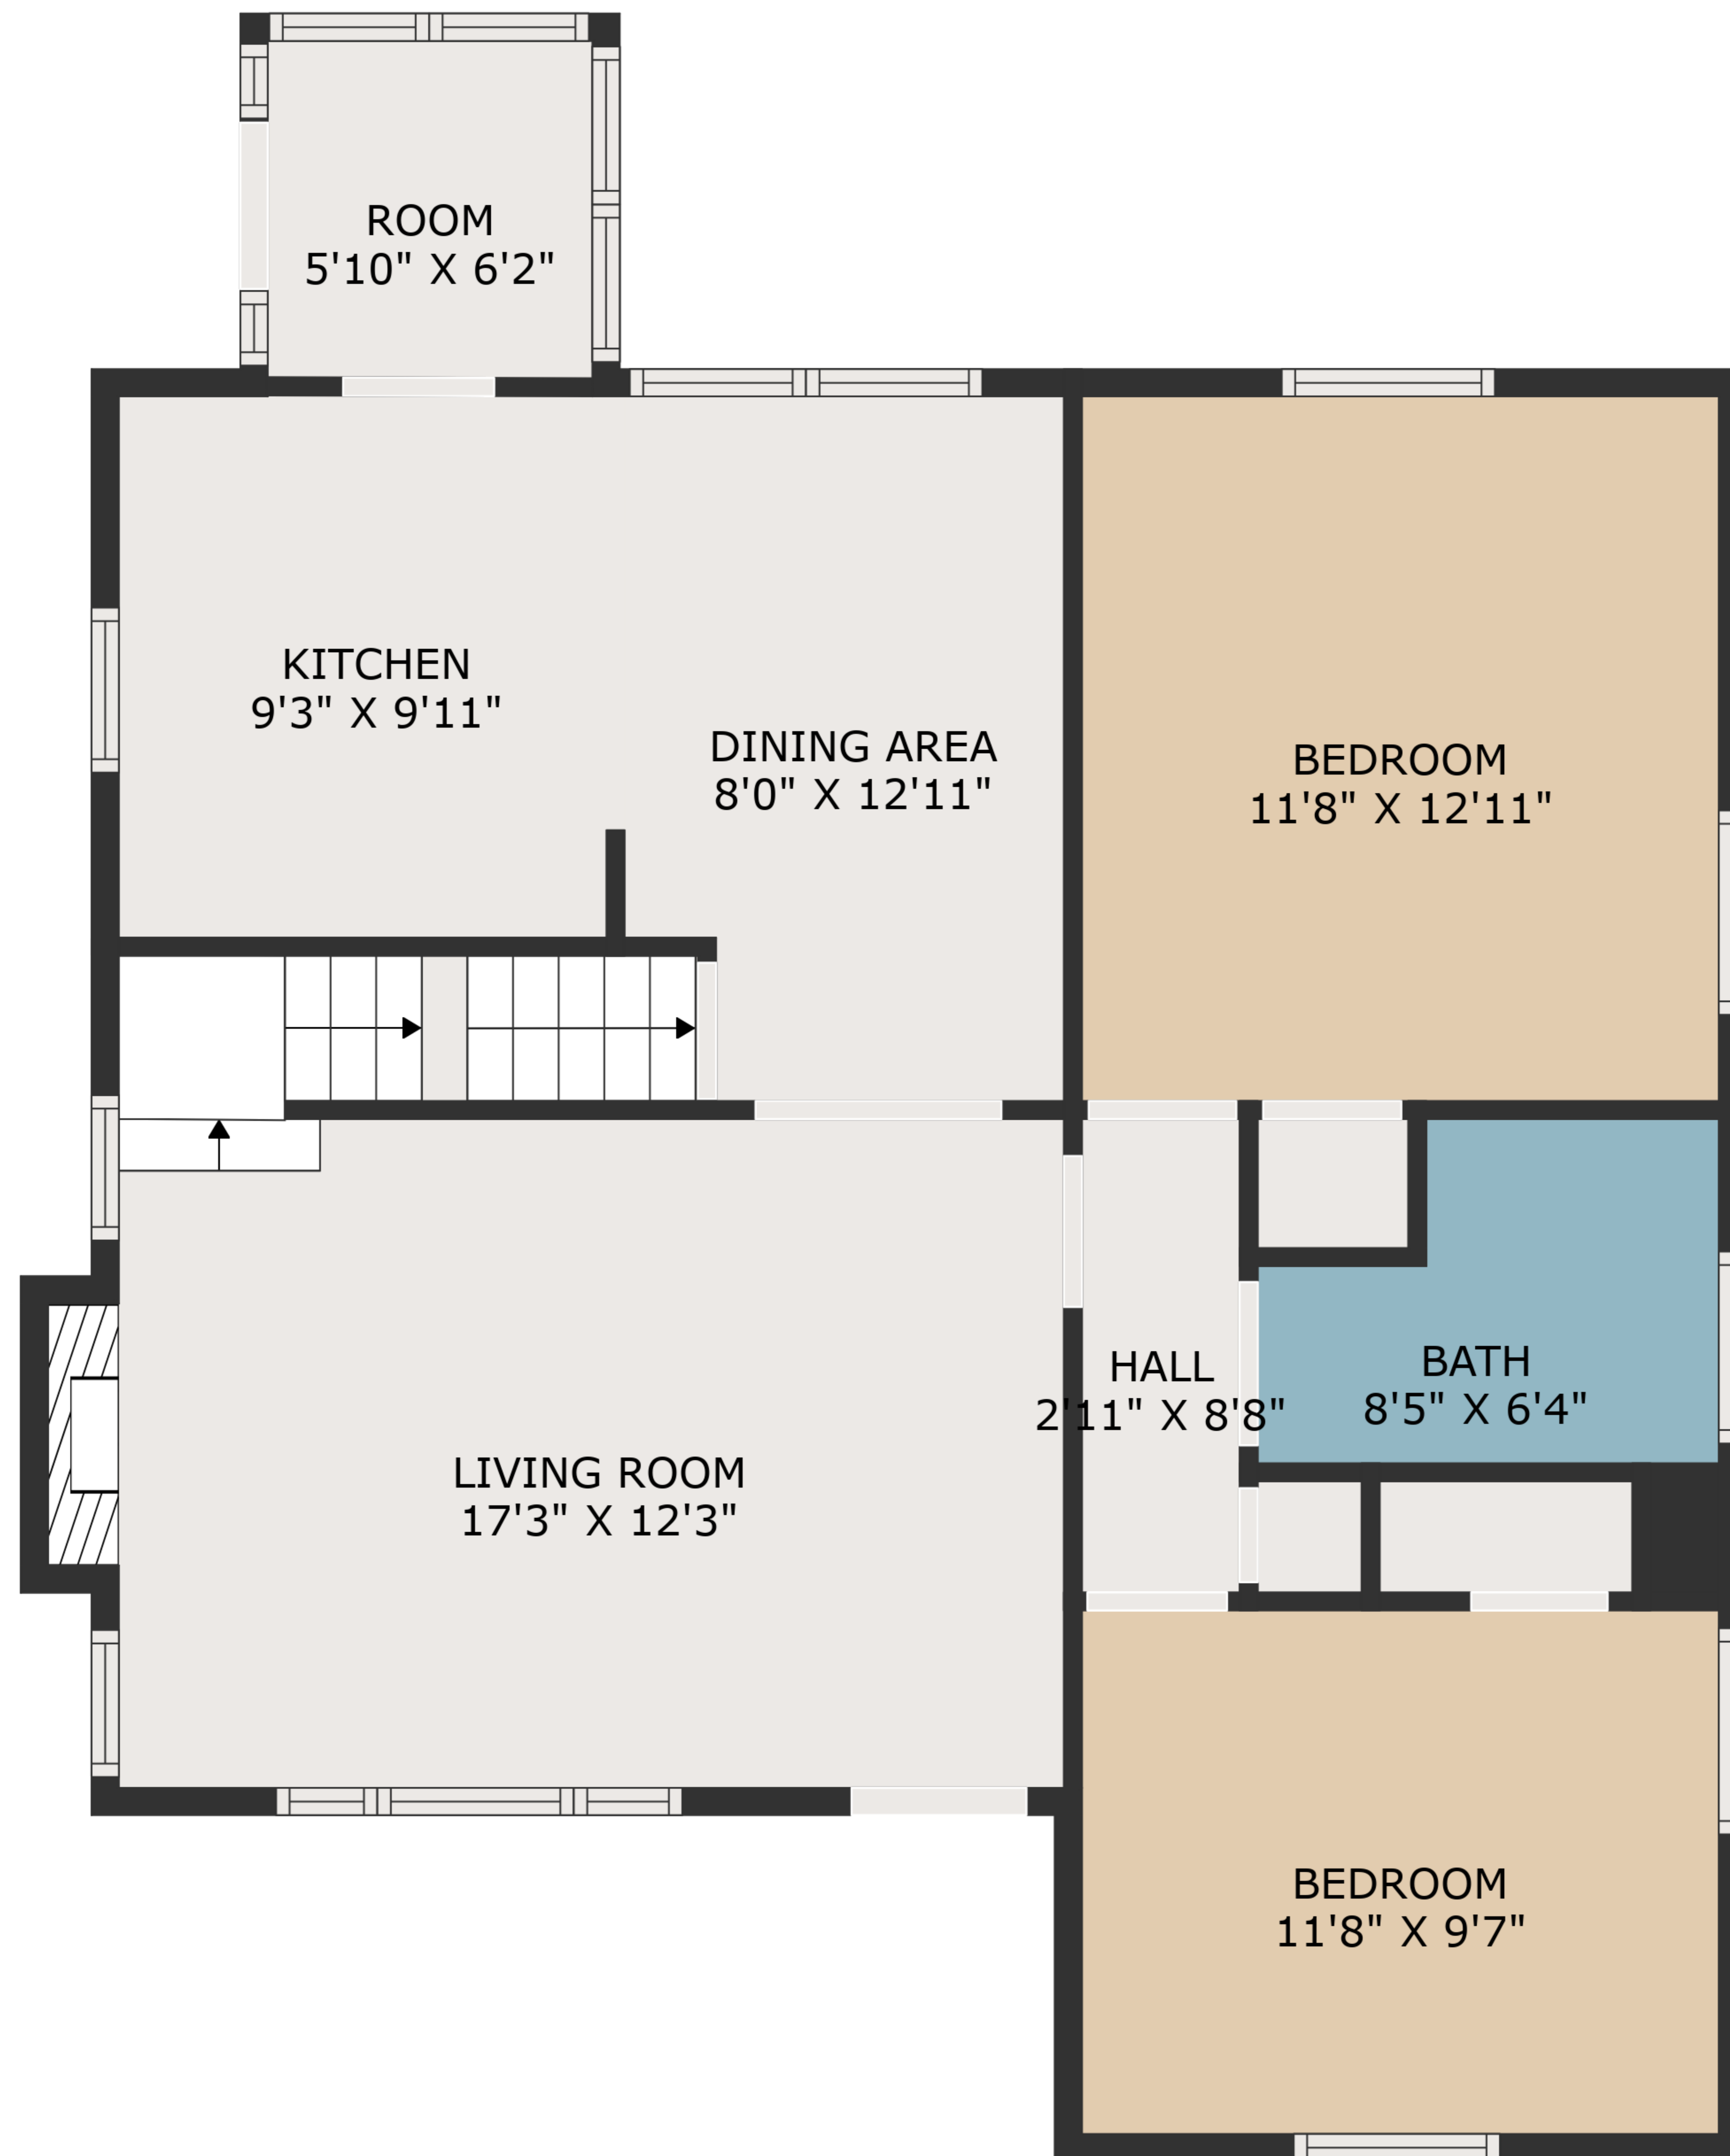 ROOM
5'10" X 6'2"
KITCHEN
9'3" X 9'11"
DINING AREA
8'0" X 12'11"
BEDROOM
11'8" X 12'11"
HALL
2'11" X 8'8"
BATH
8'5" X 6'4"
LIVING ROOM
17'3" X 12'3"
BEDROOM
11'8" X 9'7"